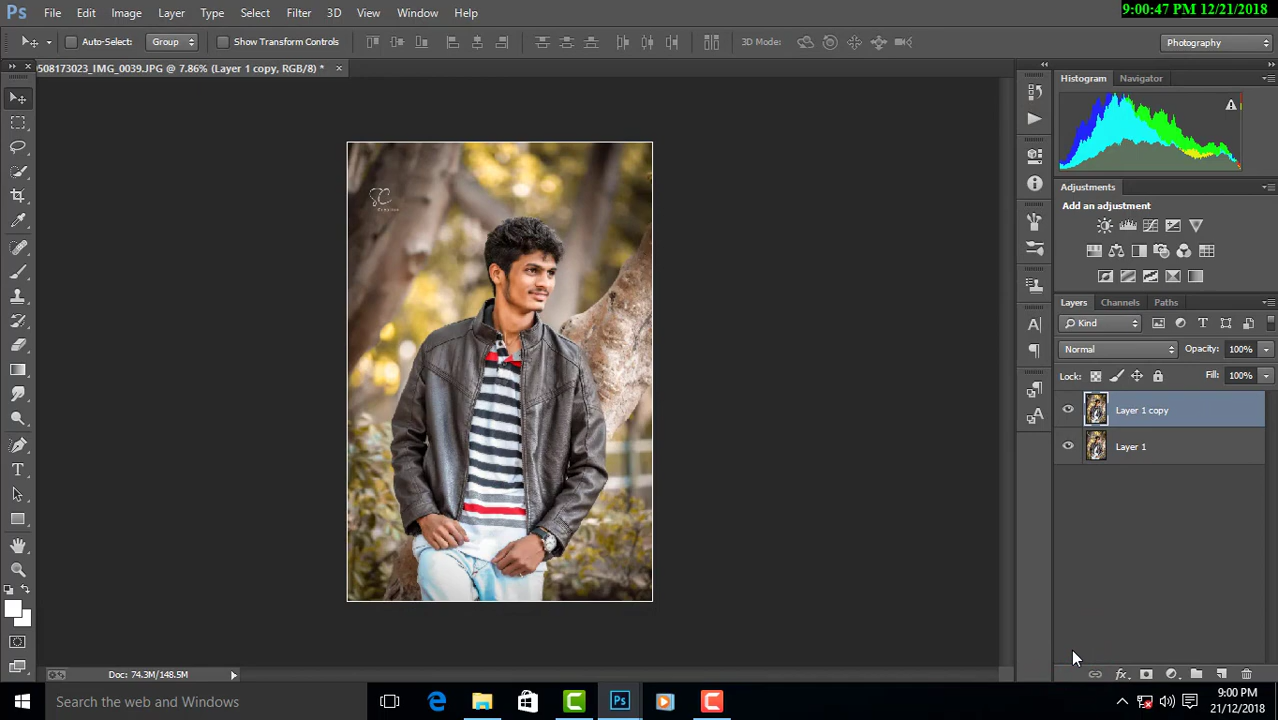 9:00:47 PM 12/21/2018
Ps File Edit Image Layer Type Select Filter 3D View Window Help
Auto-Select: Group Show Transform Controls 3D Mode: Photography
508173023_IMG_0039.JPG @ 7.86% (Layer 1 copy, RGB/8) *
Histogram Navigator
Adjustments
Add an adjustment
Layers Channels Paths
Kind
Normal Opacity: 100%
Lock: Fill: 100%
Layer 1 copy
Layer 1
Doc: 74.3M/148.5M
Search the web and Windows
9:00 PM
21/12/2018